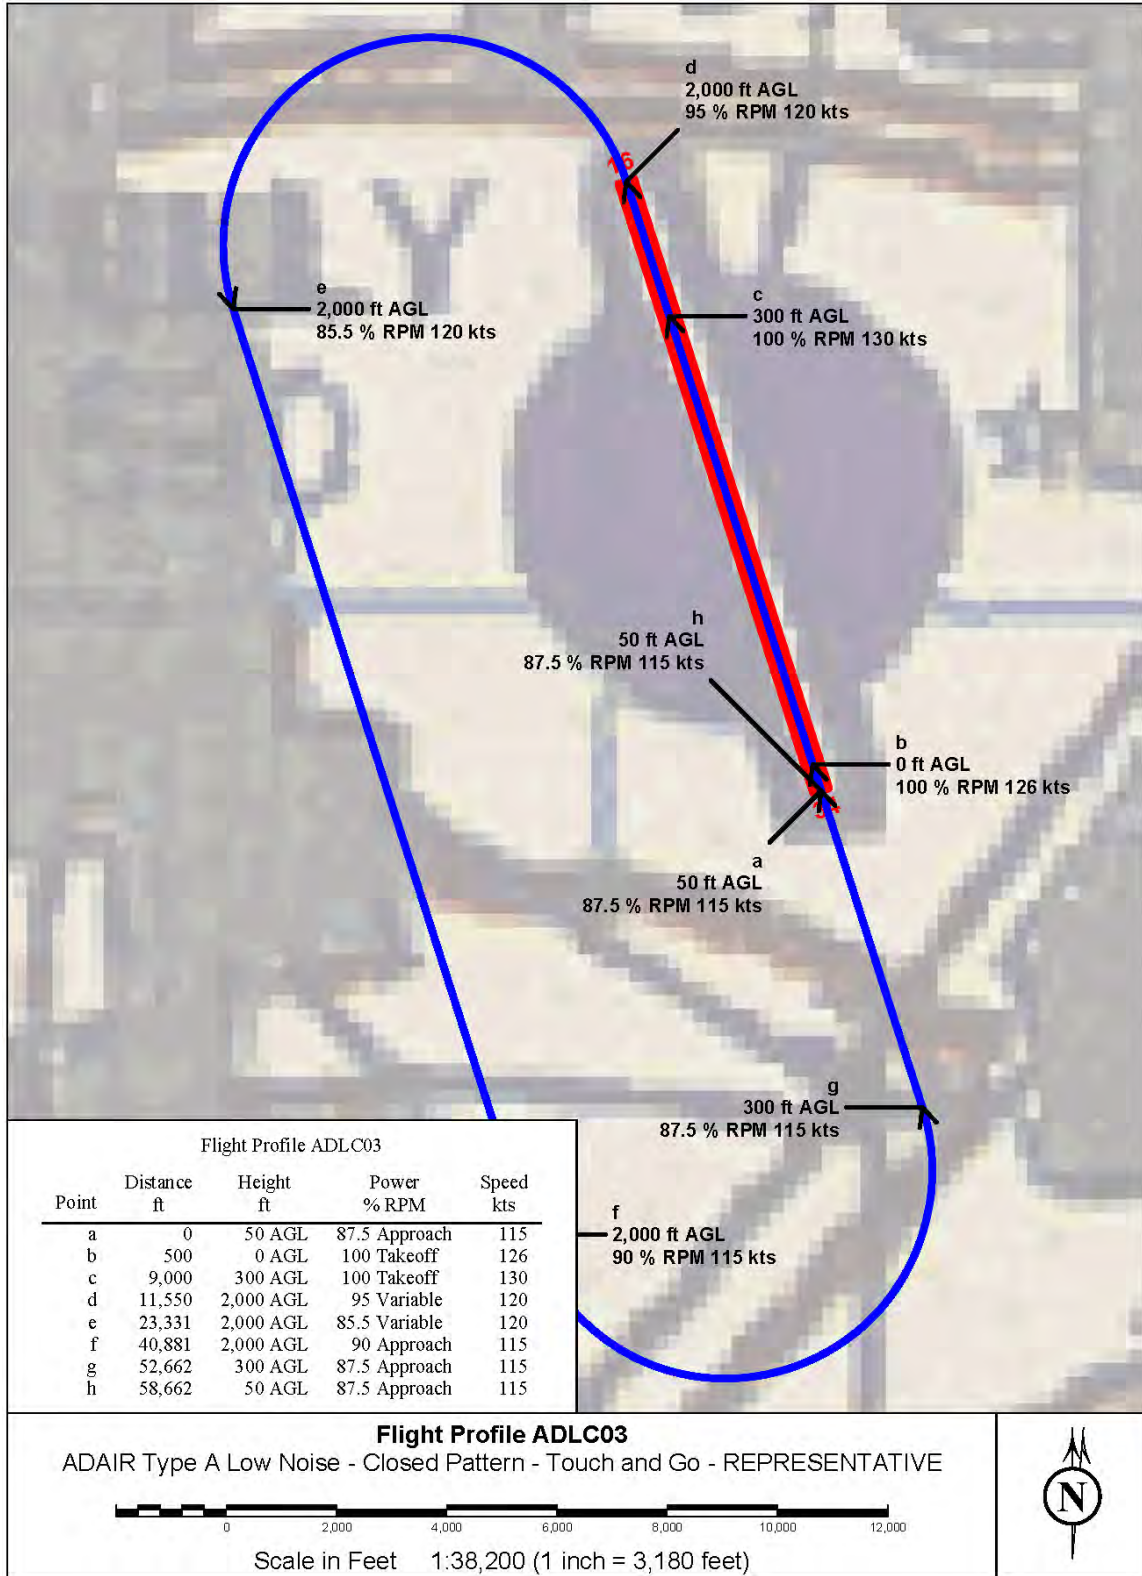 d
2,000 ft AGL
95 % RPM 120 kts
16
e
2,000 ft AGL
85.5 % RPM 120 kts
c
300 ft AGL
100 % RPM 130 kts
h
50 ft AGL
87.5 % RPM 115 kts
b
0 ft AGL
100 % RPM 126 kts
a
50 ft AGL
87.5 % RPM 115 kts
g
300 ft AGL
87.5 % RPM 115 kts
f
2,000 ft AGL
90 % RPM 115 kts
Flight Profile ADLC03
Point Distance ft Height ft Power % RPM Speed kts
a 0 50 AGL 87.5 Approach 115
b 500 0 AGL 100 Takeoff 126
c 9,000 300 AGL 100 Takeoff 130
d 11,550 2,000 AGL 95 Variable 120
e 23,331 2,000 AGL 85.5 Variable 120
f 40,881 2,000 AGL 90 Approach 115
g 52,662 300 AGL 87.5 Approach 115
h 58,662 50 AGL 87.5 Approach 115
Flight Profile ADLC03
ADAIR Type A Low Noise - Closed Pattern - Touch and Go - REPRESENTATIVE
0 2,000 4,000 6,000 8,000 10,000 12,000
Scale in Feet 1:38,200 (1 inch = 3,180 feet)
N